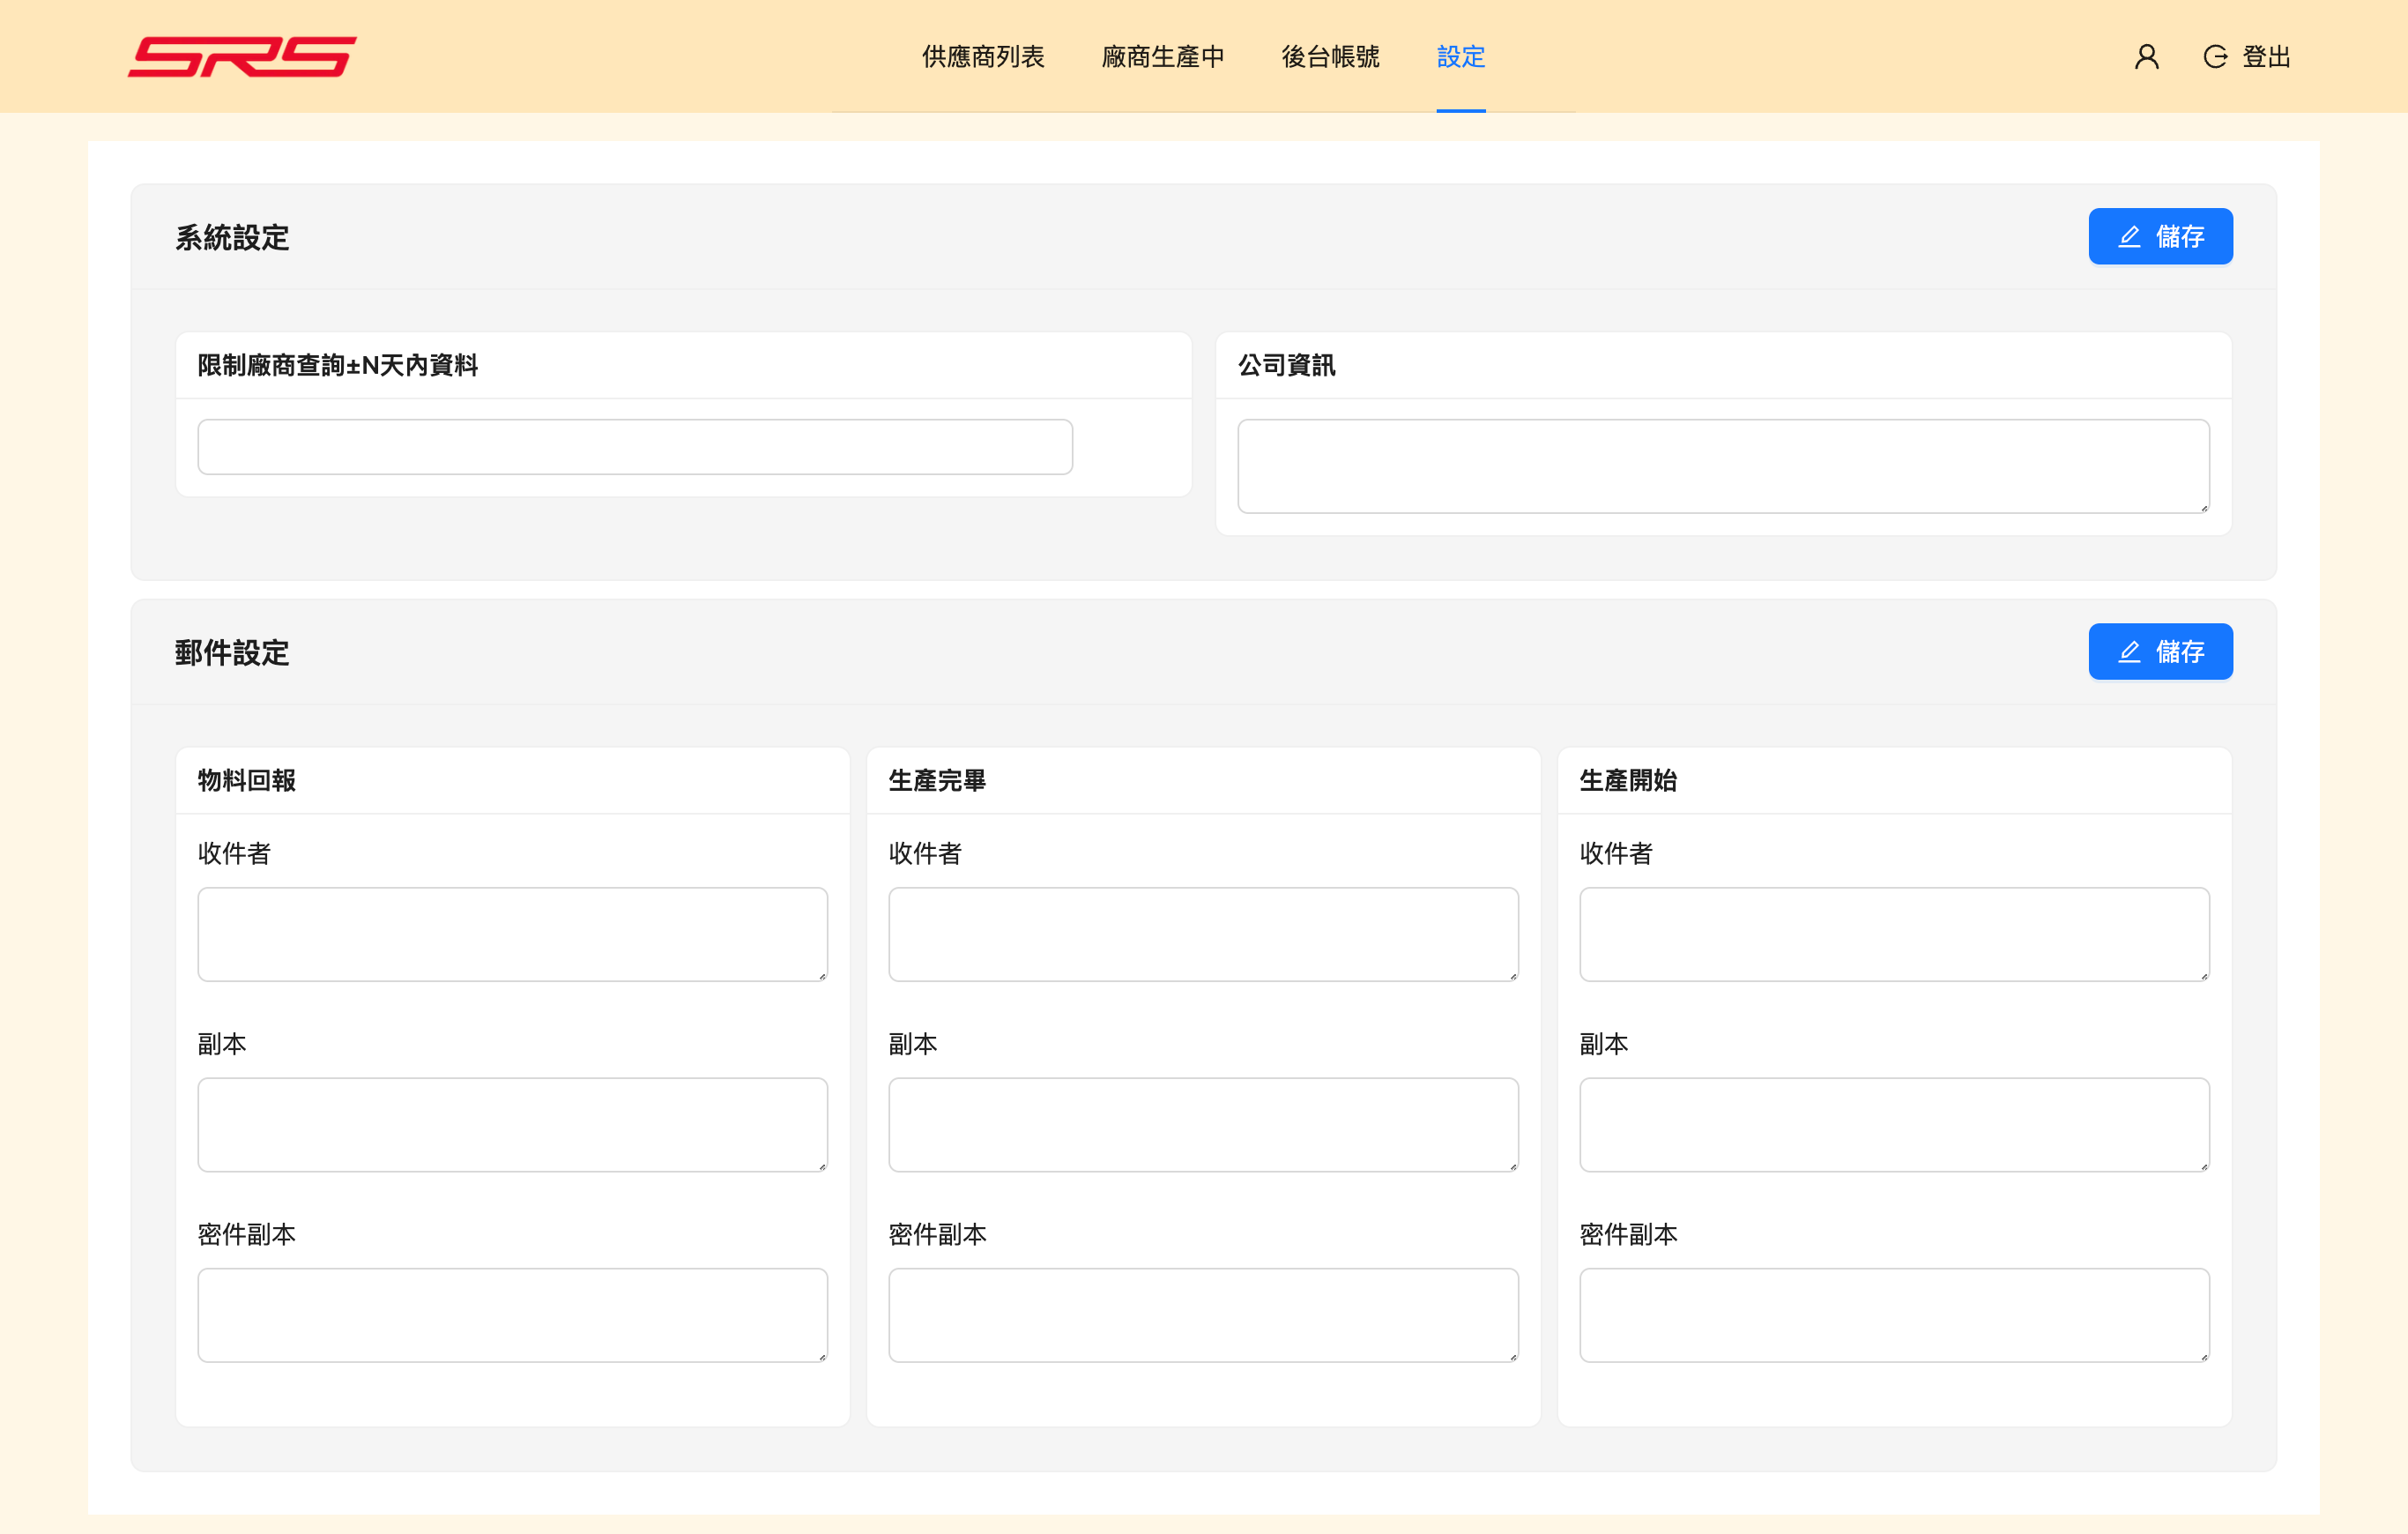 SRS
供應商列表 廠商生產中 後台帳號 設定 登出
系統設定 儲存
限制廠商查詢±N天內資料 公司資訊
郵件設定 儲存
物料回報 生產完畢 生產開始
收件者 收件者 收件者
副本 副本 副本
密件副本 密件副本 密件副本